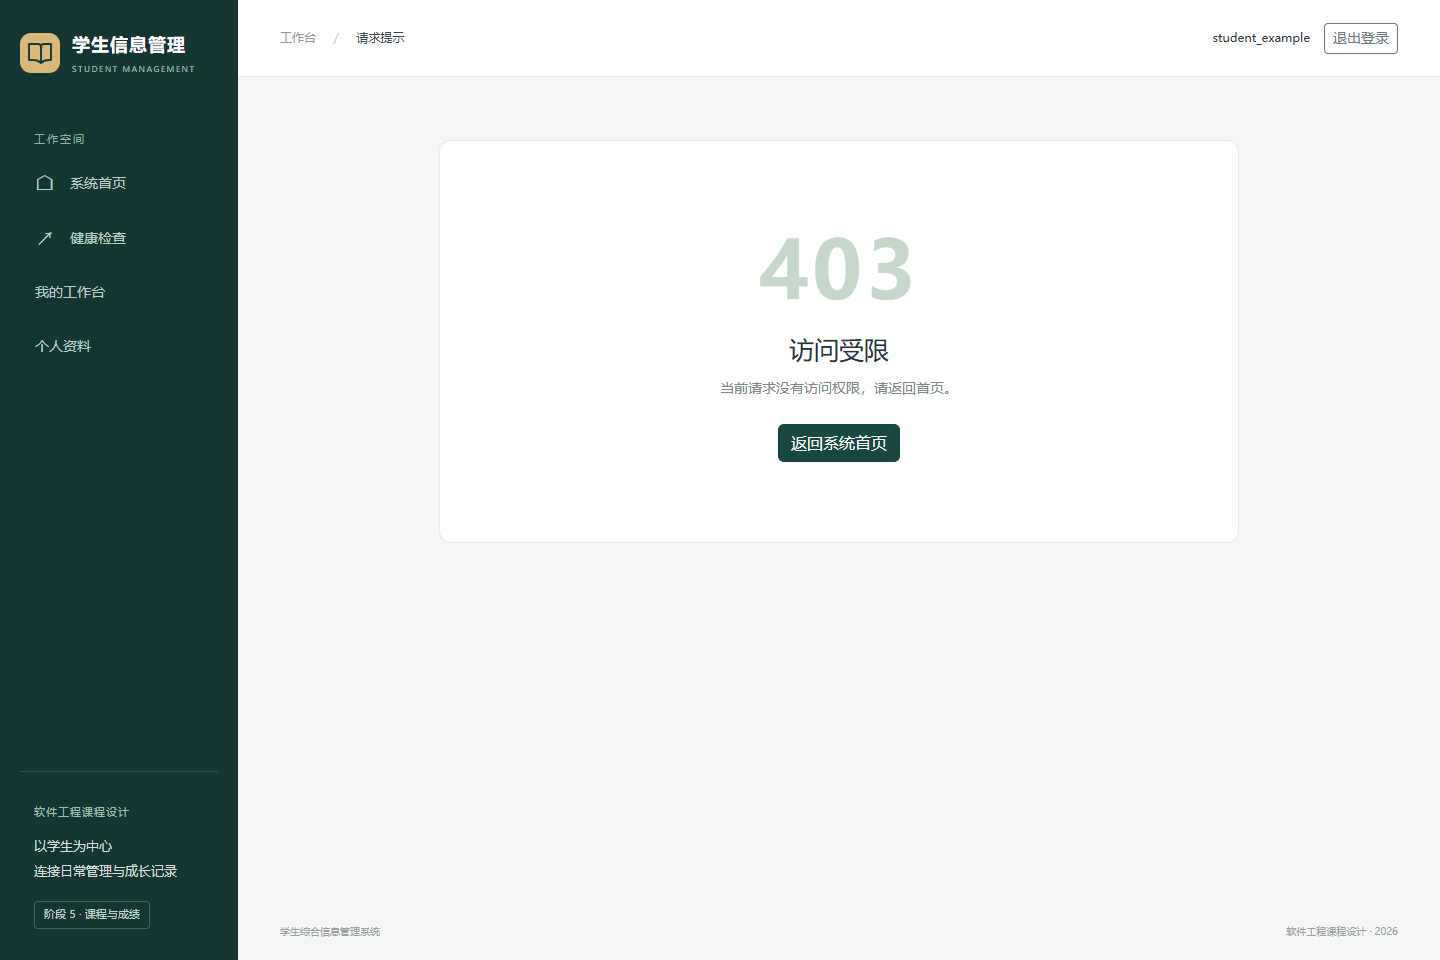 学生信息管理
STUDENT MANAGEMENT
工作空间
系统首页
健康检查
我的工作台
个人资料
软件工程课程设计
以学生为中心
连接日常管理与成长记录
阶段 5 · 课程与成绩
工作台 / 请求提示
student_example
退出登录
403
访问受限
当前请求没有访问权限，请返回首页。
返回系统首页
学生综合信息管理系统
软件工程课程设计 · 2026